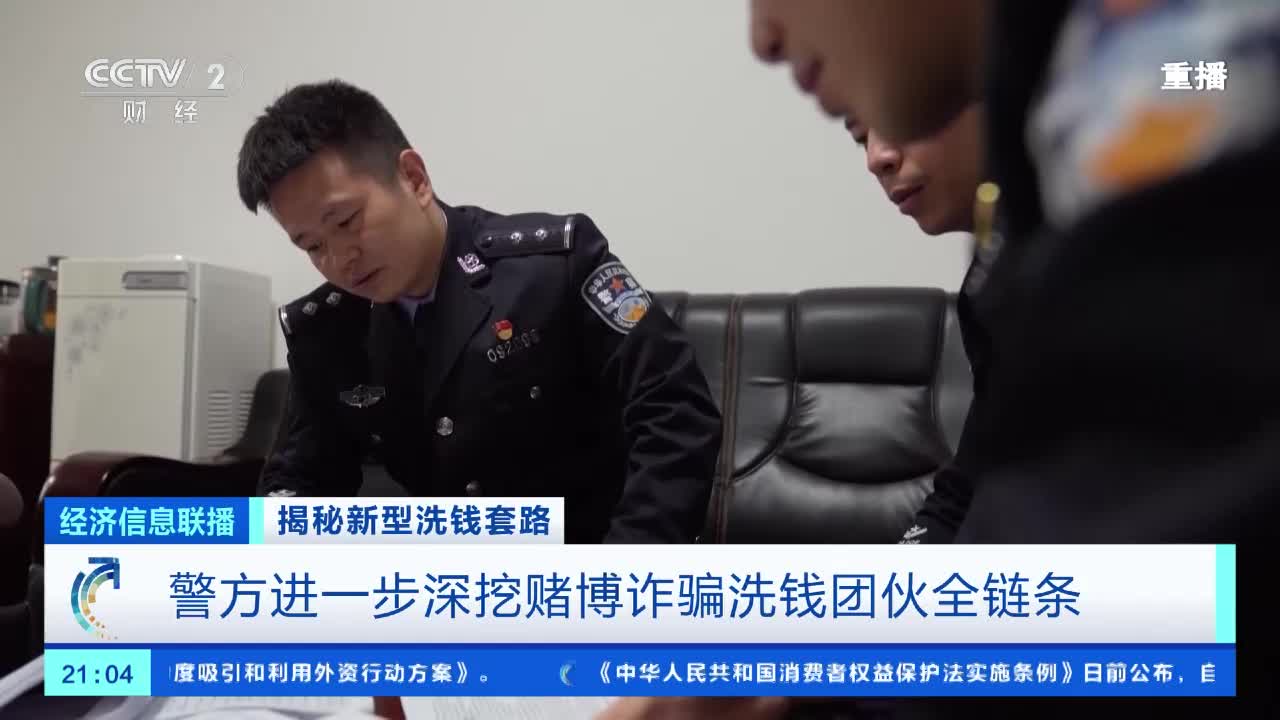 CCTV 2
财经
重播
经济信息联播
揭秘新型洗钱套路
警方进一步深挖赌博诈骗洗钱团伙全链条
21:04
度吸引和利用外资行动方案》。 《中华人民共和国消费者权益保护法实施条例》日前公布，自